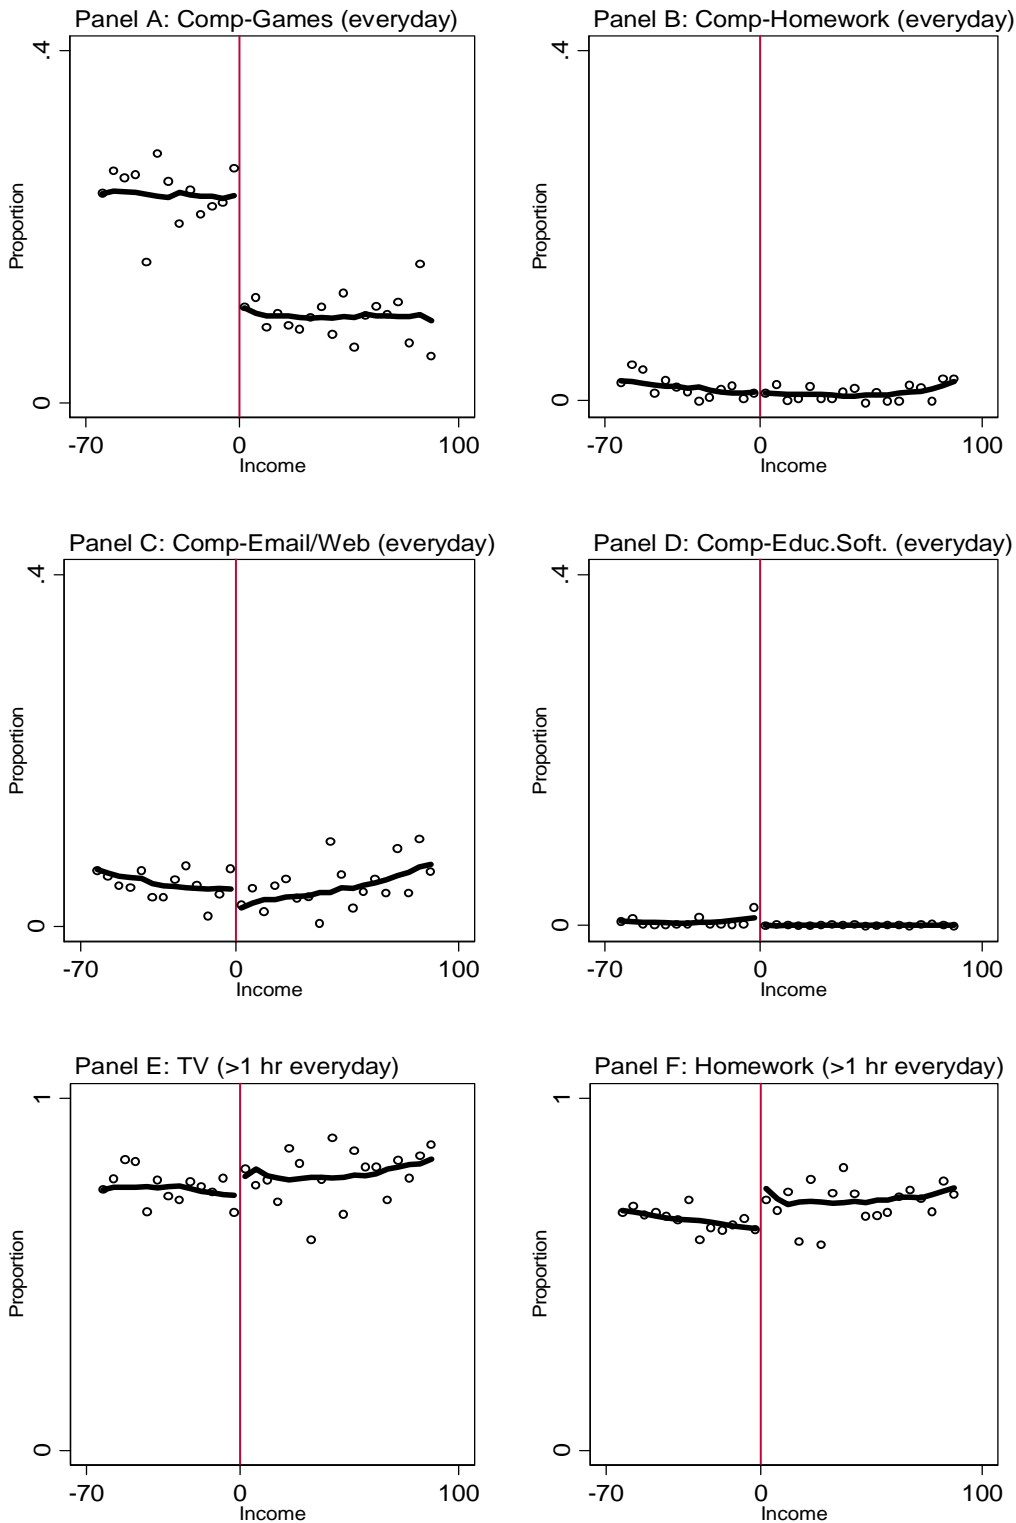 Panel A: Comp-Games (everyday)
.4
0
Proportion
-70 0 100
Income
Panel B: Comp-Homework (everyday)
.4
0
Proportion
-70 0 100
Income
Panel C: Comp-Email/Web (everyday)
.4
0
Proportion
-70 0 100
Income
Panel D: Comp-Educ.Soft. (everyday)
.4
0
Proportion
-70 0 100
Income
Panel E: TV (>1 hr everyday)
1
0
Proportion
-70 0 100
Income
Panel F: Homework (>1 hr everyday)
1
0
Proportion
-70 0 100
Income